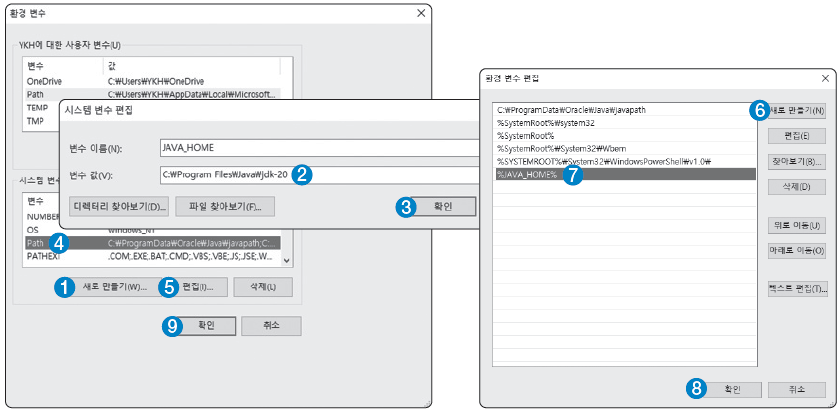 환경 변수
YKH에 대한 사용자 변수(U)
변수 값
OneDrive C:₩Users₩YKH₩OneDrive
Path C:₩Users₩YKH₩AppData₩Local₩Microsoft...
TEMP
TMP
시스템 변수 편집
변수 이름(N): JAVA_HOME
변수 값(V): C:₩Program Files₩Java₩jdk-20 2
디렉터리 찾아보기(D)... 파일 찾아보기(F)... 3 확인
시스템 변수
변수
NUMBER
OS Windows_NT
Path 4 C:₩ProgramData₩Oracle₩Java₩javapath;C:...
PATHEXT .COM;.EXE;.BAT;.CMD;.VBS;.VBE;.JS;.JSE;.W...
1 새로 만들기(W)... 5 편집(I)... 삭제(L)
9 확인 취소
환경 변수 편집
C:₩ProgramData₩Oracle₩Java₩javapath
%SystemRoot%₩system32
%SystemRoot%
%SystemRoot%₩System32₩Wbem
%SYSTEMROOT%₩System32₩WindowsPowerShell₩v1.0₩
%JAVA_HOME% 7
6 새로 만들기(N)
편집(E)
찾아보기(B)...
삭제(D)
위로 이동(U)
아래로 이동(O)
텍스트 편집(T)...
8 확인 취소